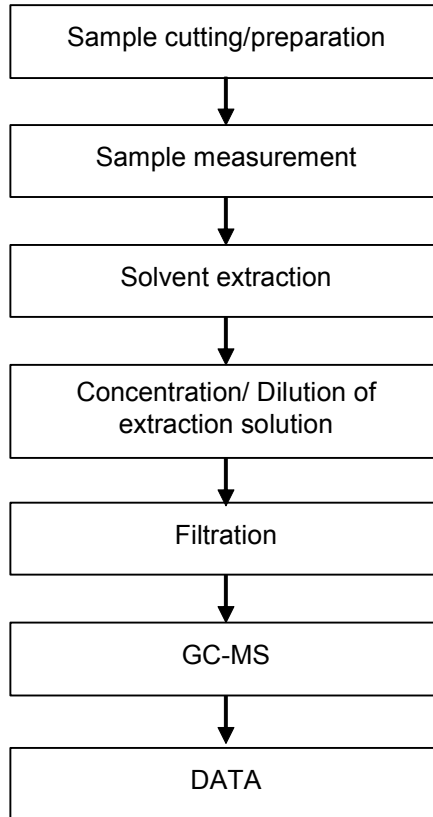 Sample cutting/preparation
Sample measurement
Solvent extraction
Concentration/ Dilution of
extraction solution
Filtration
GC-MS
DATA